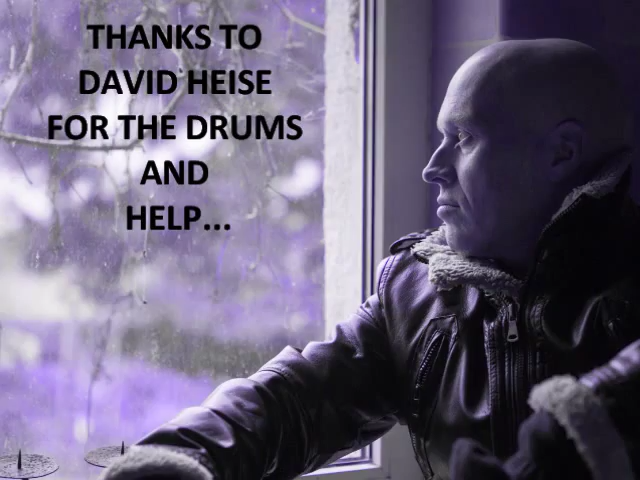 THANKS TO
DAVID HEISE
FOR THE DRUMS
AND
HELP...